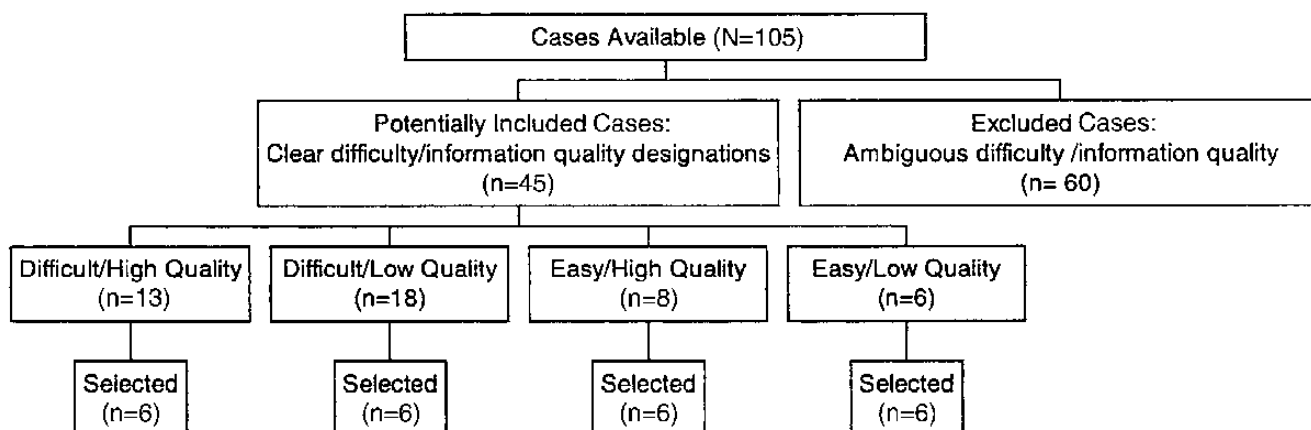 Cases Available (N=105)
Potentially Included Cases:
Clear difficulty/information quality designations
(n=45)
Excluded Cases:
Ambiguous difficulty /information quality
(n= 60)
Difficult/High Quality
(n=13)
Difficult/Low Quality
(n=18)
Easy/High Quality
(n=8)
Easy/Low Quality
(n=6)
Selected
(n=6)
Selected
(n=6)
Selected
(n=6)
Selected
(n=6)